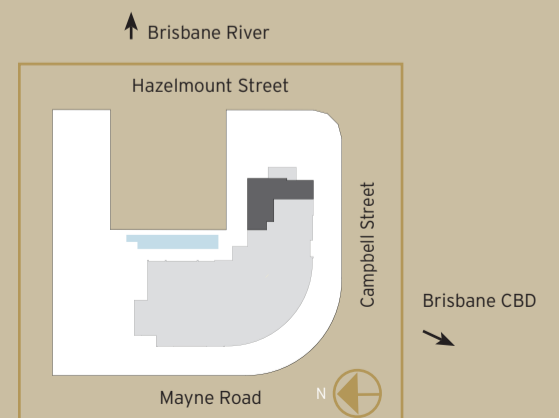 Brisbane River
Hazelmount Street
Campbell Street
Brisbane CBD
Mayne Road
N